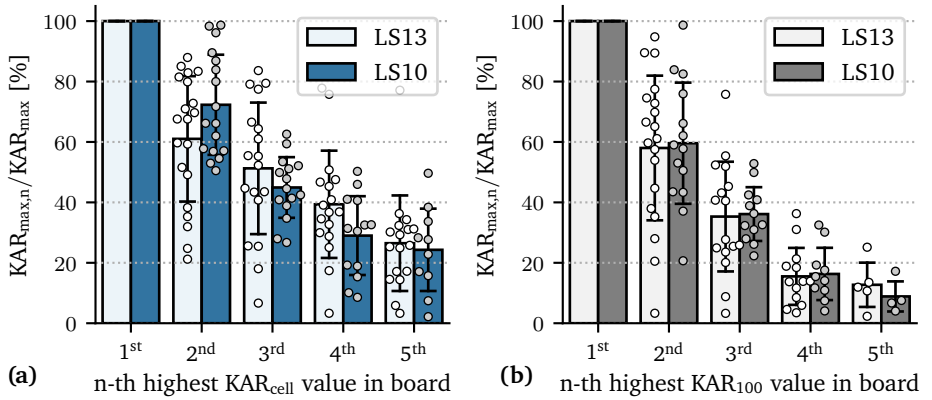 KAR_max,n/KAR_max [%]
100
80
60
40
20
0
LS13
LS10
1st 2nd 3rd 4th 5th
(a)
n-th highest KAR_cell value in board
KAR_max,n/KAR_max [%]
100
80
60
40
20
0
LS13
LS10
1st 2nd 3rd 4th 5th
(b)
n-th highest KAR_100 value in board